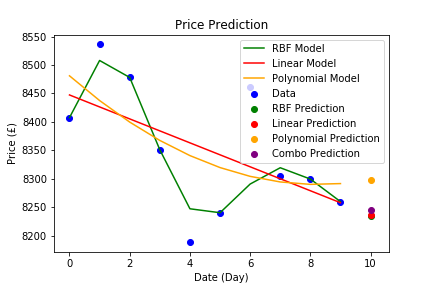 Price Prediction
8550
8500
8450
8400
8350
8300
8250
8200
Price (£)
RBF Model
Linear Model
Polynomial Model
Data
RBF Prediction
Linear Prediction
Polynomial Prediction
Combo Prediction
0 2 4 6 8 10
Date (Day)